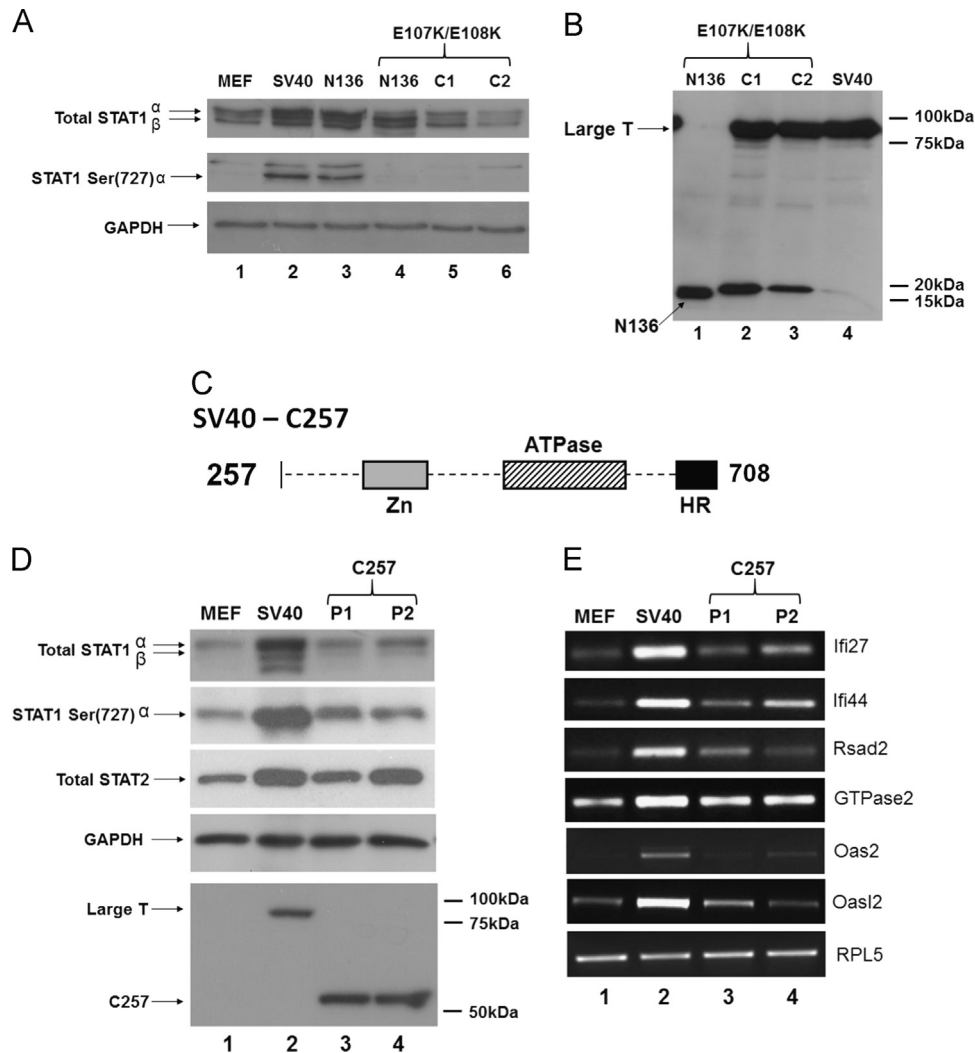 A
E107K/E108K
MEF SV40 N136 N136 C1 C2
Total STAT1 α
β
STAT1 Ser(727) α
GAPDH
1 2 3 4 5 6
B
E107K/E108K
N136 C1 C2 SV40
Large T
100kDa
75kDa
20kDa
15kDa
N136
1 2 3 4
C
SV40 – C257
ATPase
257
708
Zn
HR
D
C257
MEF SV40 P1 P2
Total STAT1 α
β
STAT1 Ser(727) α
Total STAT2
GAPDH
Large T
100kDa
75kDa
C257
50kDa
1 2 3 4
E
C257
MEF SV40 P1 P2
Ifi27
Ifi44
Rsad2
GTPase2
Oas2
Oasl2
RPL5
1 2 3 4